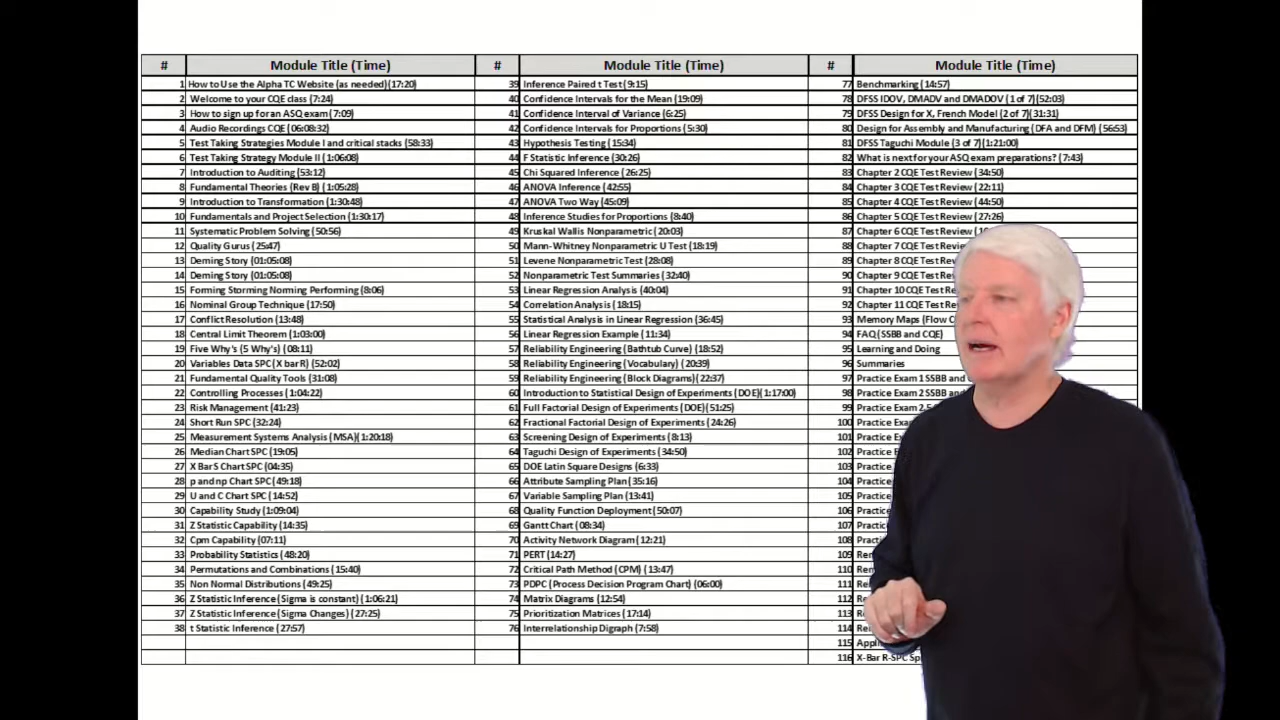 # Module Title (Time)
1 How to Use the Alpha TC Website (as needed)(17:20)
2 Welcome to your CQE class (7:24)
3 How to sign up for an ASQ exam (7:09)
4 Audio Recordings CQE (06:08:32)
5 Test Taking Strategies Module I and critical stacks (58:33)
6 Test Taking Strategy Module II (1:06:08)
7 Introduction to Auditing (53:12)
8 Fundamental Theories (Rev B) (1:05:28)
9 Introduction to Transformation (1:30:48)
10 Fundamentals and Project Selection (1:30:17)
11 Systematic Problem Solving (50:56)
12 Quality Gurus (25:47)
13 Deming Story (01:05:08)
14 Deming Story (01:05:08)
15 Forming Storming Norming Performing (8:06)
16 Nominal Group Technique (17:50)
17 Conflict Resolution (13:48)
18 Central Limit Theorem (1:03:00)
19 Five Why's (5 Why's) (08:11)
20 Variables Data SPC (X bar R) (52:02)
21 Fundamental Quality Tools (31:08)
22 Controlling Processes (1:04:22)
23 Risk Management (41:23)
24 Short Run SPC (32:24)
25 Measurement Systems Analysis (MSA)(1:20:18)
26 Median Chart SPC (19:05)
27 X Bar S Chart SPC (04:35)
28 p and np Chart SPC (49:18)
29 U and C Chart SPC (14:52)
30 Capability Study (1:09:04)
31 Z Statistic Capability (14:35)
32 Cpm Capability (07:11)
33 Probability Statistics (48:20)
34 Permutations and Combinations (15:40)
35 Non Normal Distributions (49:25)
36 Z Statistic Inference (Sigma is constant) (1:06:21)
37 Z Statistic Inference (Sigma Changes) (27:25)
38 t Statistic Inference (27:57)
# Module Title (Time)
39 Inference Paired t Test (9:15)
40 Confidence Intervals for the Mean (19:09)
41 Confidence Interval of Variance (6:25)
42 Confidence Intervals for Proportions (5:30)
43 Hypothesis Testing (15:34)
44 F Statistic Inference (30:26)
45 Chi Squared Inference (26:25)
46 ANOVA Inference (42:55)
47 ANOVA Two Way (45:09)
48 Inference Studies for Proportions (8:40)
49 Kruskal Wallis Nonparametric (20:03)
50 Mann-Whitney Nonparametric U Test (18:19)
51 Levene Nonparametric Test (28:08)
52 Nonparametric Test Summaries (32:40)
53 Linear Regression Analysis (40:04)
54 Correlation Analysis (18:15)
55 Statistical Analysis in Linear Regression (36:45)
56 Linear Regression Example (11:34)
57 Reliability Engineering (Bathtub Curve) (18:52)
58 Reliability Engineering (Vocabulary) (20:39)
59 Reliability Engineering (Block Diagrams)(22:37)
60 Introduction to Statistical Design of Experiments (DOE)(1:17:00)
61 Full Factorial Design of Experiments (DOE)(51:25)
62 Fractional Factorial Design of Experiments (24:26)
63 Screening Design of Experiments (8:13)
64 Taguchi Design of Experiments (34:50)
65 DOE Latin Square Designs (6:33)
66 Attribute Sampling Plan (35:16)
67 Variable Sampling Plan (13:41)
68 Quality Function Deployment (50:07)
69 Gantt Chart (08:34)
70 Activity Network Diagram (12:21)
71 PERT (14:27)
72 Critical Path Method (CPM) (13:47)
73 PDPC (Process Decision Program Chart) (06:00)
74 Matrix Diagrams (12:54)
75 Prioritization Matrices (17:14)
76 Interrelationship Digraph (7:58)
# Module Title (Time)
77 Benchmarking (14:57)
78 DFSS IDOV, DMADV and DMADOV (1 of 7)(52:03)
79 DFSS Design for X, French Model (2 of 7)(31:31)
80 Design for Assembly and Manufacturing (DFA and DFM) (56:53)
81 DFSS Taguchi Module (3 of 7)(1:21:00)
82 What is next for your ASQ exam preparations? (7:43)
83 Chapter 2 CQE Test Review (34:50)
84 Chapter 3 CQE Test Review (22:11)
85 Chapter 4 CQE Test Review (44:50)
86 Chapter 5 CQE Test Review (27:26)
87 Chapter 6 CQE Test Review
88 Chapter 7 CQE Test Review
89 Chapter 8 CQE Test
90 Chapter 9 CQE Test
91 Chapter 10 CQE Test
92 Chapter 11 CQE Test
93 Memory Maps (Flow
94 FAQ (SSBB and CQE)
95 Learning and Doing
96 Summaries
97 Practice Exam 1 SSBB and
98 Practice Exam 2 SSBB and
99 Practice Exam
100 Practice
101 Practice
102 Practice
103 Practice
104 Practice
105 Practice
106 Practice
107
108
109
110
111
112
113
114
115
116 X-Bar R-SPC